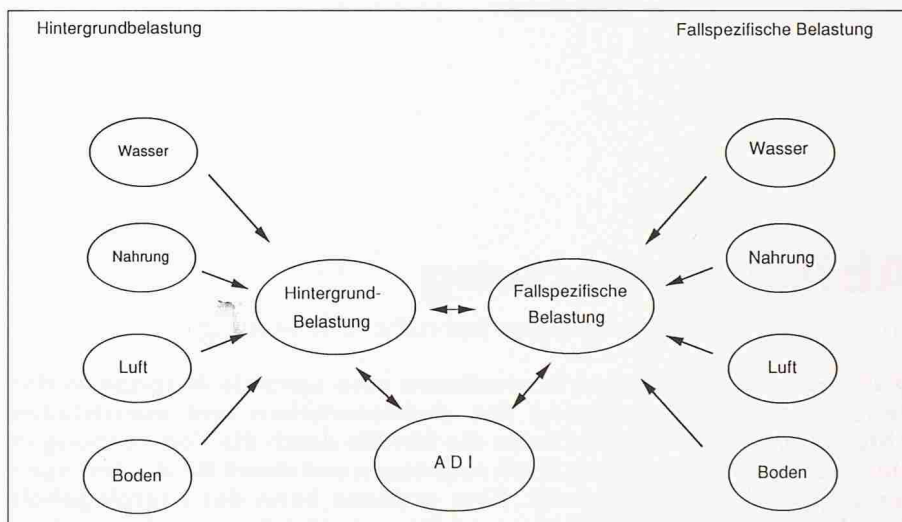 Hintergrundbelastung
Fallspezifische Belastung
Wasser
Nahrung
Luft
Boden
Hintergrund-
Belastung
Fallspezifische
Belastung
A D I
Wasser
Nahrung
Luft
Boden